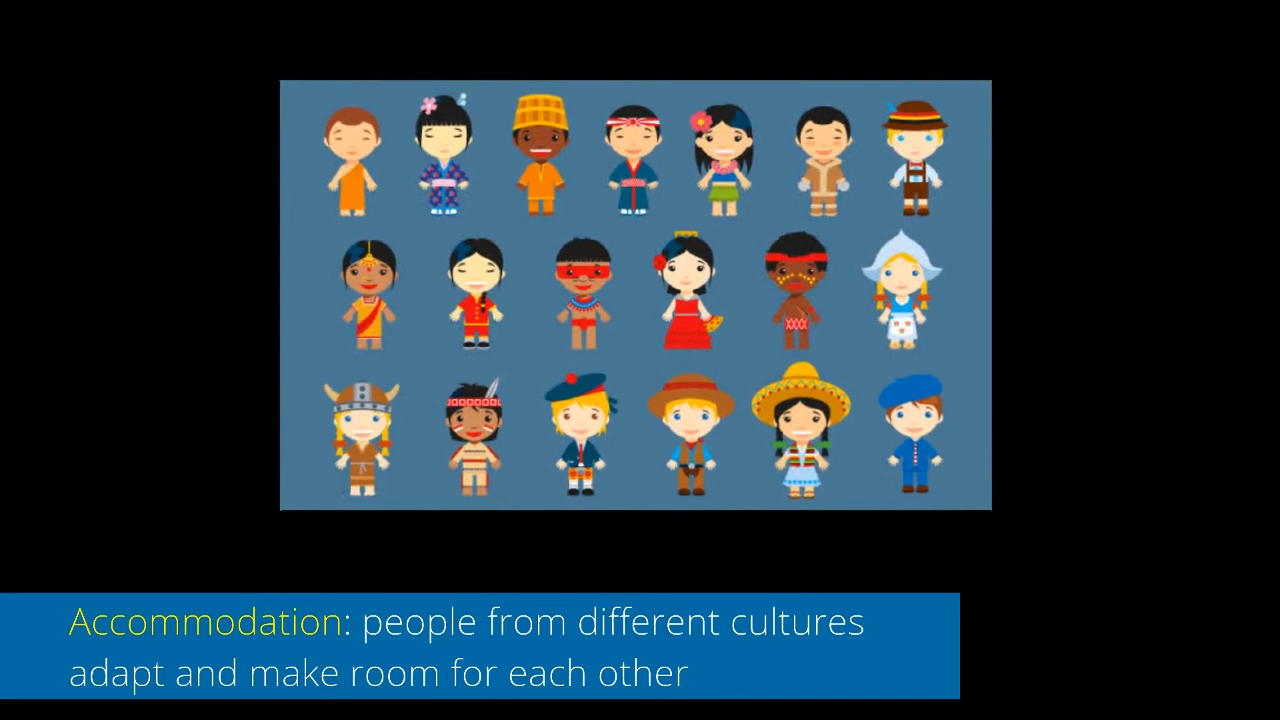 Accommodation: people from different cultures
adapt and make room for each other